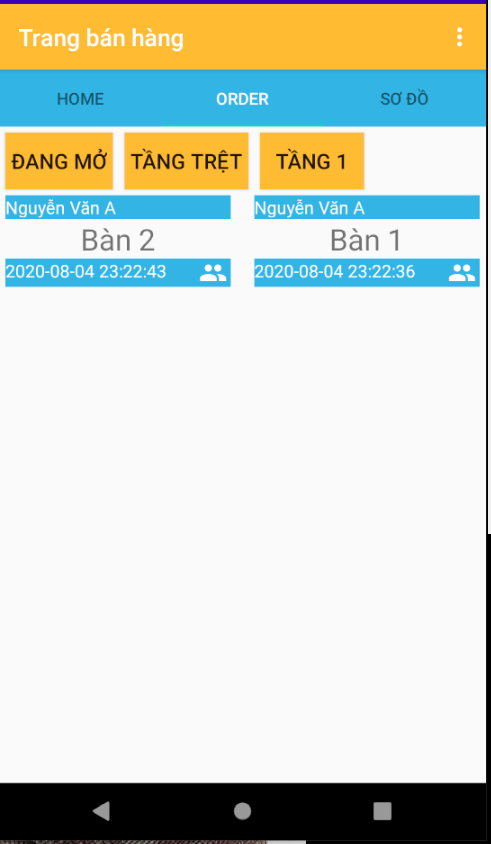 Trang bán hàng
HOME ORDER SƠ ĐỒ
ĐANG MỞ TẦNG TRỆT TẦNG 1
Nguyễn Văn A Nguyễn Văn A
Bàn 2 Bàn 1
2020-08-04 23:22:43 2020-08-04 23:22:36